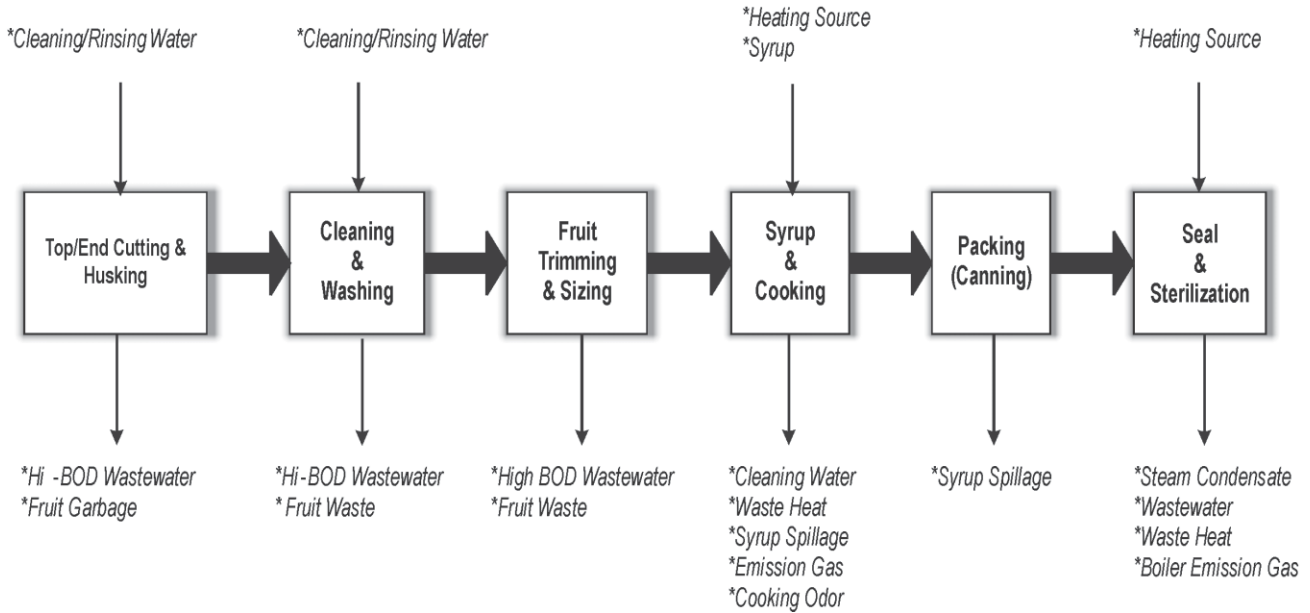 *Cleaning/Rinsing Water
*Cleaning/Rinsing Water
*Heating Source
*Syrup
*Heating Source
Top/End Cutting &
Husking
Cleaning
&
Washing
Fruit
Trimming
& Sizing
Syrup
&
Cooking
Packing
(Canning)
Seal
&
Sterilization
*Hi -BOD Wastewater
*Fruit Garbage
*Hi-BOD Wastewater
* Fruit Waste
*High BOD Wastewater
*Fruit Waste
*Cleaning Water
*Waste Heat
*Syrup Spillage
*Emission Gas
*Cooking Odor
*Syrup Spillage
*Steam Condensate
*Wastewater
*Waste Heat
*Boiler Emission Gas